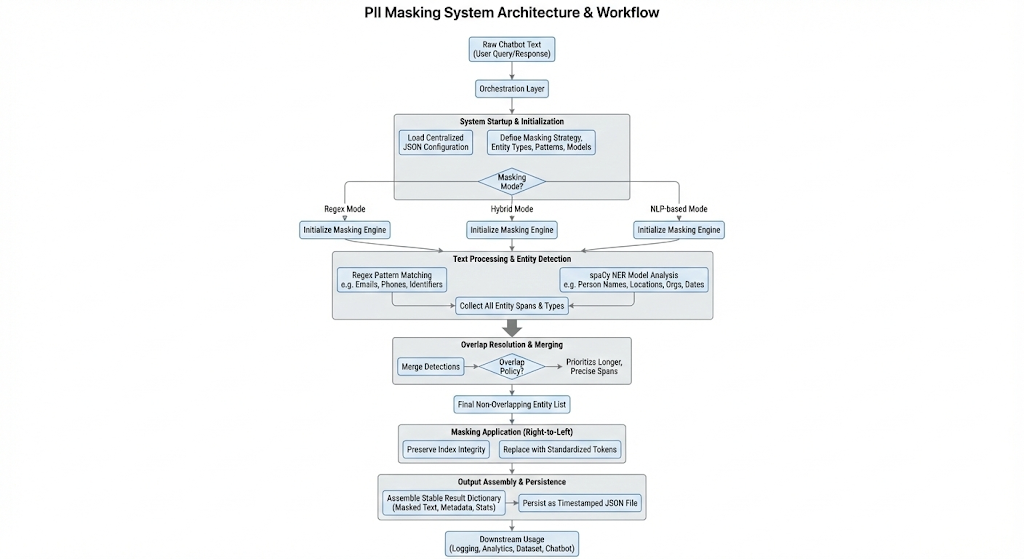 PII Masking System Architecture & Workflow
Raw Chatbot Text
(User Query/Response)
Orchestration Layer
System Startup & Initialization
Load Centralized
JSON Configuration
Define Masking Strategy,
Entity Types, Patterns, Models
Masking
Mode?
Regex Mode
Hybrid Mode
NLP-based Mode
Initialize Masking Engine
Initialize Masking Engine
Initialize Masking Engine
Text Processing & Entity Detection
Regex Pattern Matching
e.g. Emails, Phones, Identifiers
spaCy NER Model Analysis
e.g. Person Names, Locations, Orgs, Dates
Collect All Entity Spans & Types
Overlap Resolution & Merging
Merge Detections
Overlap
Policy?
Prioritizs Longer,
Precise Spans
Final Non-Overlapping Entity List
Masking Application (Right-to-Left)
Preserve Index Integrity
Replace with Standardized Tokens
Output Assembly & Persistence
Assemble Stable Result Dictionary
(Masked Text, Metadata, Stats)
Persist as Timestamped JSON File
Downstream Usage
(Logging, Analytics, Dataset, Chatbot)